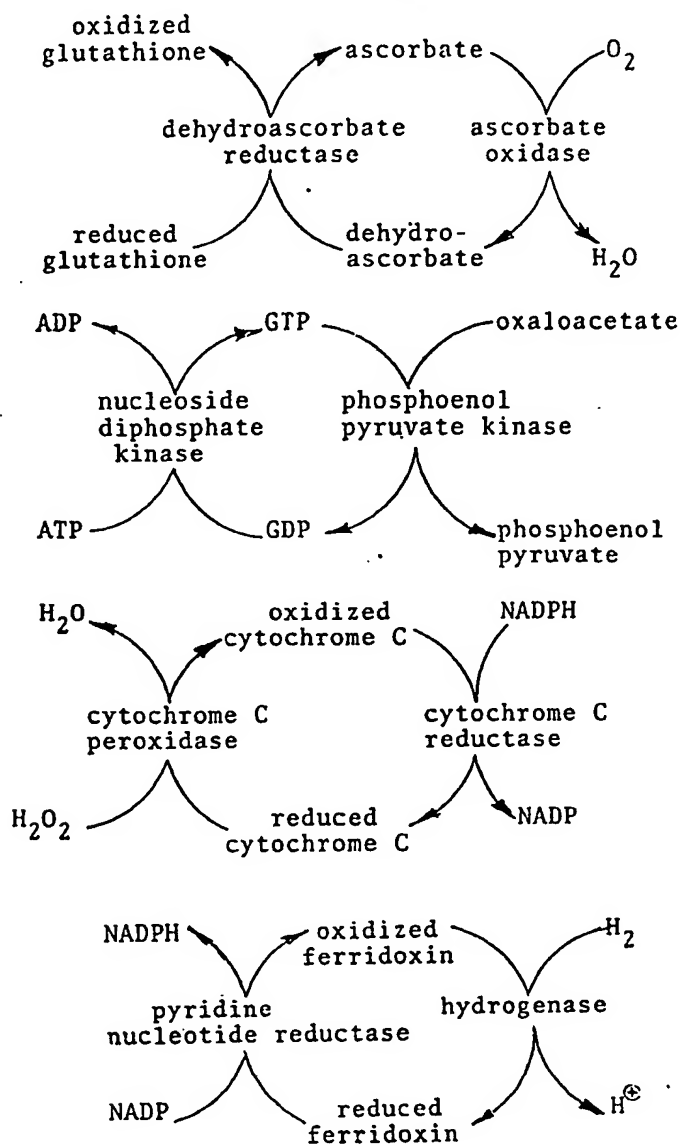 oxidized
glutathione
ascorbate
O₂
dehydroascorbate
reductase
ascorbate
oxidase
reduced
glutathione
dehydro-
ascorbate
H₂O
ADP
GTP
oxaloacetate
nucleoside
diphosphate
kinase
phosphoenol
pyruvate kinase
ATP
GDP
phosphoenol
pyruvate
H₂O
oxidized
cytochrome C
NADPH
cytochrome C
peroxidase
cytochrome C
reductase
H₂O₂
reduced
cytochrome C
NADP
NADPH
oxidized
ferridoxin
H₂
pyridine
nucleotide reductase
hydrogenase
NADP
reduced
ferridoxin
H⊕